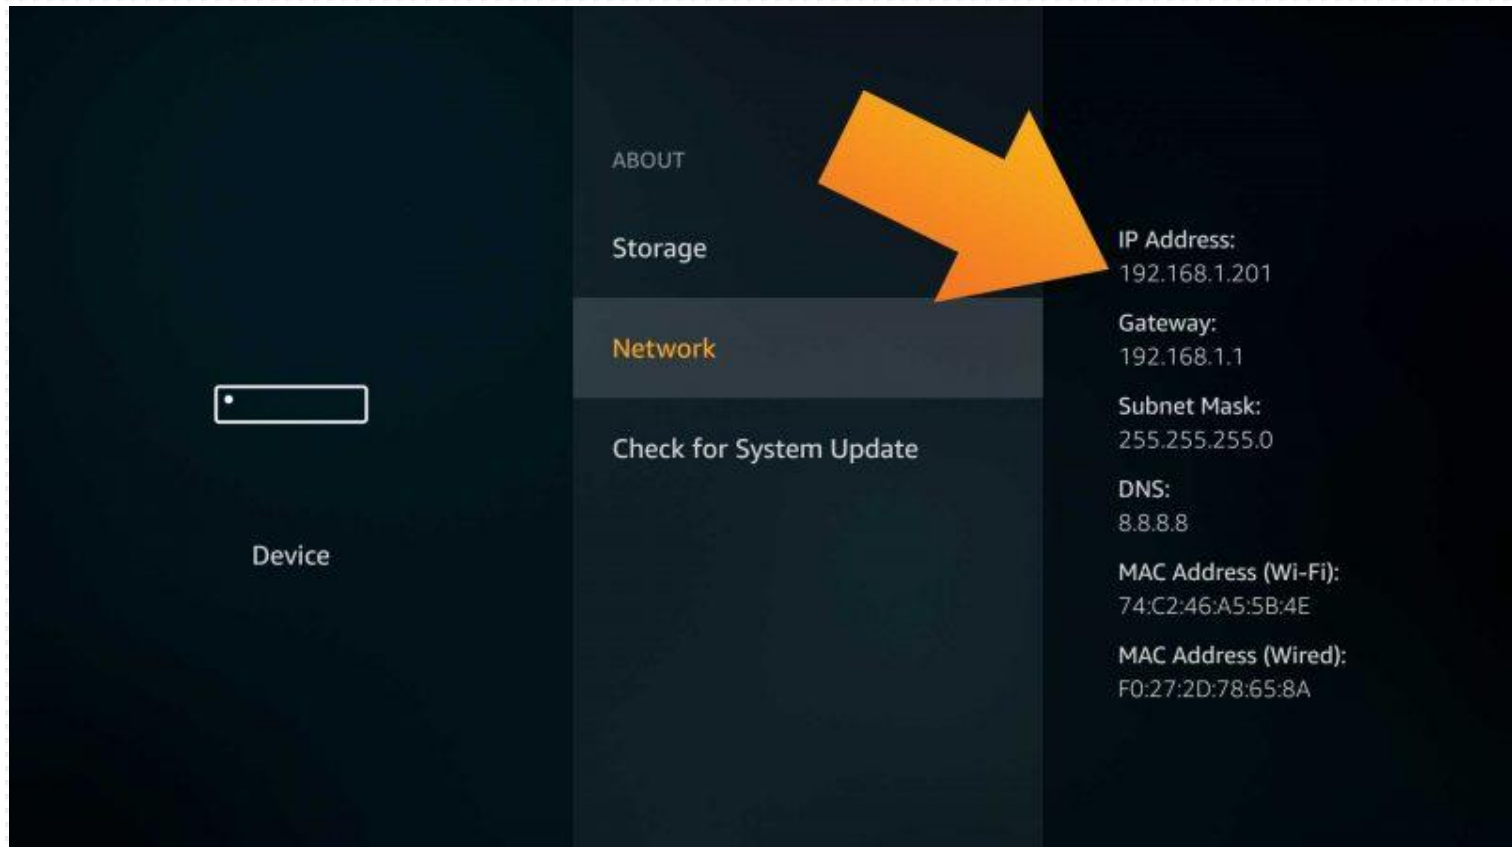 Device
ABOUT
Storage
Network
Check for System Update
IP Address:
192.168.1.201
Gateway:
192.168.1.1
Subnet Mask:
255.255.255.0
DNS:
8.8.8.8
MAC Address (Wi-Fi):
74:C2:46:A5:5B:4E
MAC Address (Wired):
F0:27:2D:78:65:8A